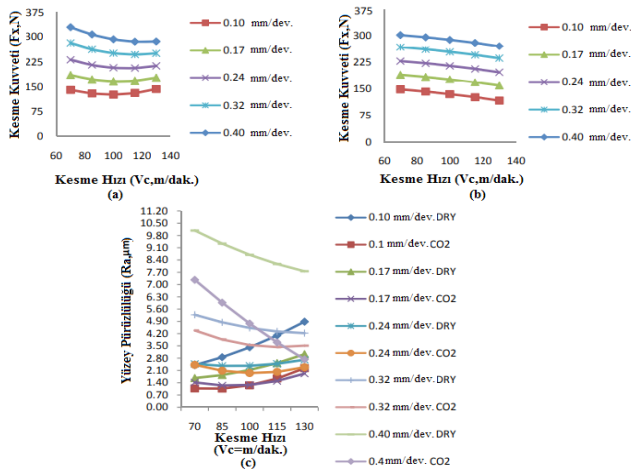 Kesme Kuvveti (Fx,N)
375
300
225
150
75
0
60 80 100 120 140
Kesme Hızı (Vc,m/dak.)
(a)
0.10 mm/dev.
0.17 mm/dev.
0.24 mm/dev.
0.32 mm/dev.
0.40 mm/dev.
Kesme Kuvveti (Fx,N)
375
300
225
150
75
0
60 80 100 120 140
Kesme Hızı (Vc,m/dak.)
(b)
0.10 mm/dev.
0.17 mm/dev.
0.24 mm/dev.
0.32 mm/dev.
0.40 mm/dev.
Yüzey Pürüzlülüğü (Ra,µm)
11.20
10.50
9.80
9.10
8.40
7.70
7.00
6.30
5.60
4.90
4.20
3.50
2.80
2.10
1.40
0.70
0.00
70 85 100 115 130
Kesme Hızı
(Vc=m/dak.)
(c)
0.10 mm/dev. DRY
0.1 mm/dev. CO2
0.17 mm/dev. DRY
0.17 mm/dev. CO2
0.24 mm/dev. DRY
0.24 mm/dev. CO2
0.32 mm/dev. DRY
0.32 mm/dev. CO2
0.40 mm/dev. DRY
0.4 mm/dev. CO2